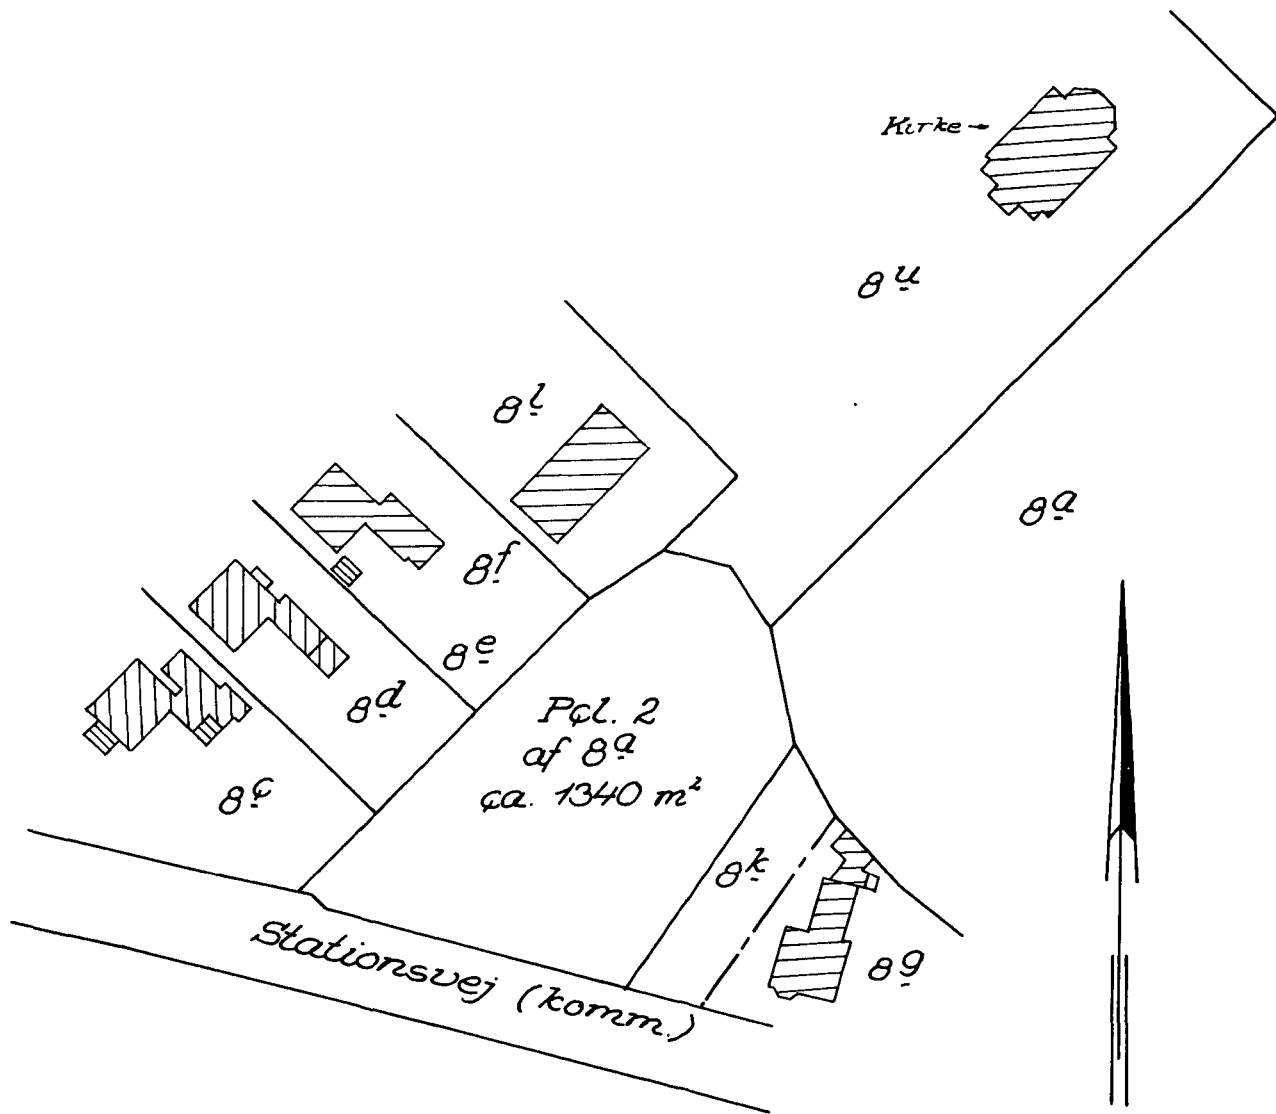 Kirke
8u
8l
8a
8f
8e
8d
Pcl. 2
af 8a
ca. 1340 m²
8c
8k
8g
Stationsvej (komm.)